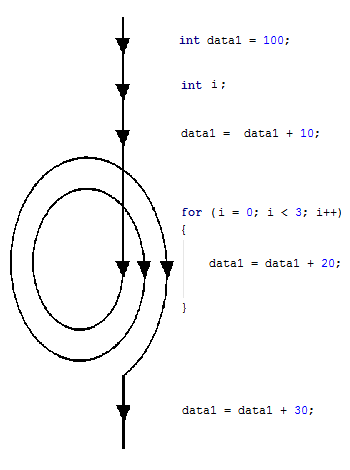 int data1 = 100;
int i;
data1 = data1 + 10;
for (i = 0; i < 3; i++)
{
data1 = data1 + 20;
}
data1 = data1 + 30;